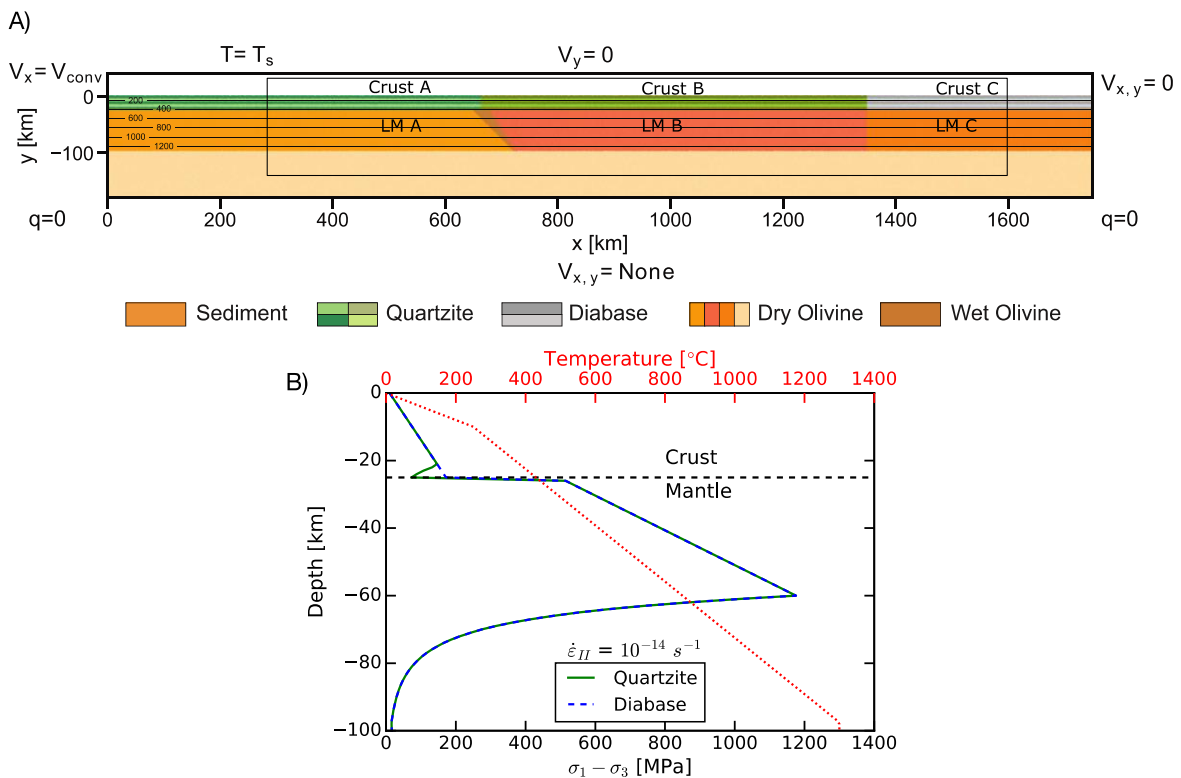 A)
T= Tₛ
V_y = 0
Vₓ = V_conv
Vₓ, y = 0
Crust A
Crust B
Crust C
0
200
400
600
LM A
LM B
LM C
800
1000
1200
−100
y [km]
q=0
0 200 400 600 800 1000 1200 1400 1600
q=0
x [km]
Vₓ, y = None
Sediment Quartzite Diabase Dry Olivine Wet Olivine
B)
Temperature [°C]
0 200 400 600 800 1000 1200 1400
0
−20
Crust
Mantle
−40
Depth [km]
−60
ε̇_II = 10⁻¹⁴ s⁻¹
−80
Quartzite
Diabase
−100
0 200 400 600 800 1000 1200 1400
σ₁ − σ₃ [MPa]